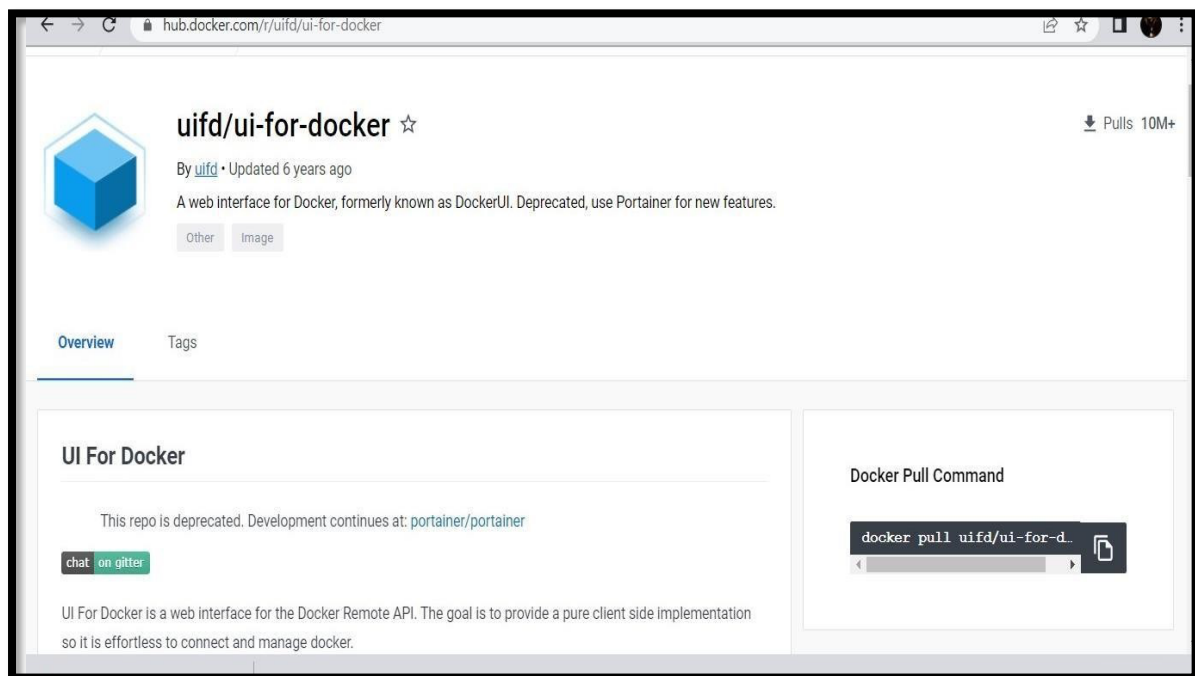 hub.docker.com/r/uifd/ui-for-docker
uifd/ui-for-docker
Pulls 10M+
By uifd • Updated 6 years ago
A web interface for Docker, formerly known as DockerUI. Deprecated, use Portainer for new features.
Other Image
Overview Tags
UI For Docker
This repo is deprecated. Development continues at: portainer/portainer
chat on gitter
UI For Docker is a web interface for the Docker Remote API. The goal is to provide a pure client side implementation
so it is effortless to connect and manage docker.
Docker Pull Command
docker pull uifd/ui-for-d…